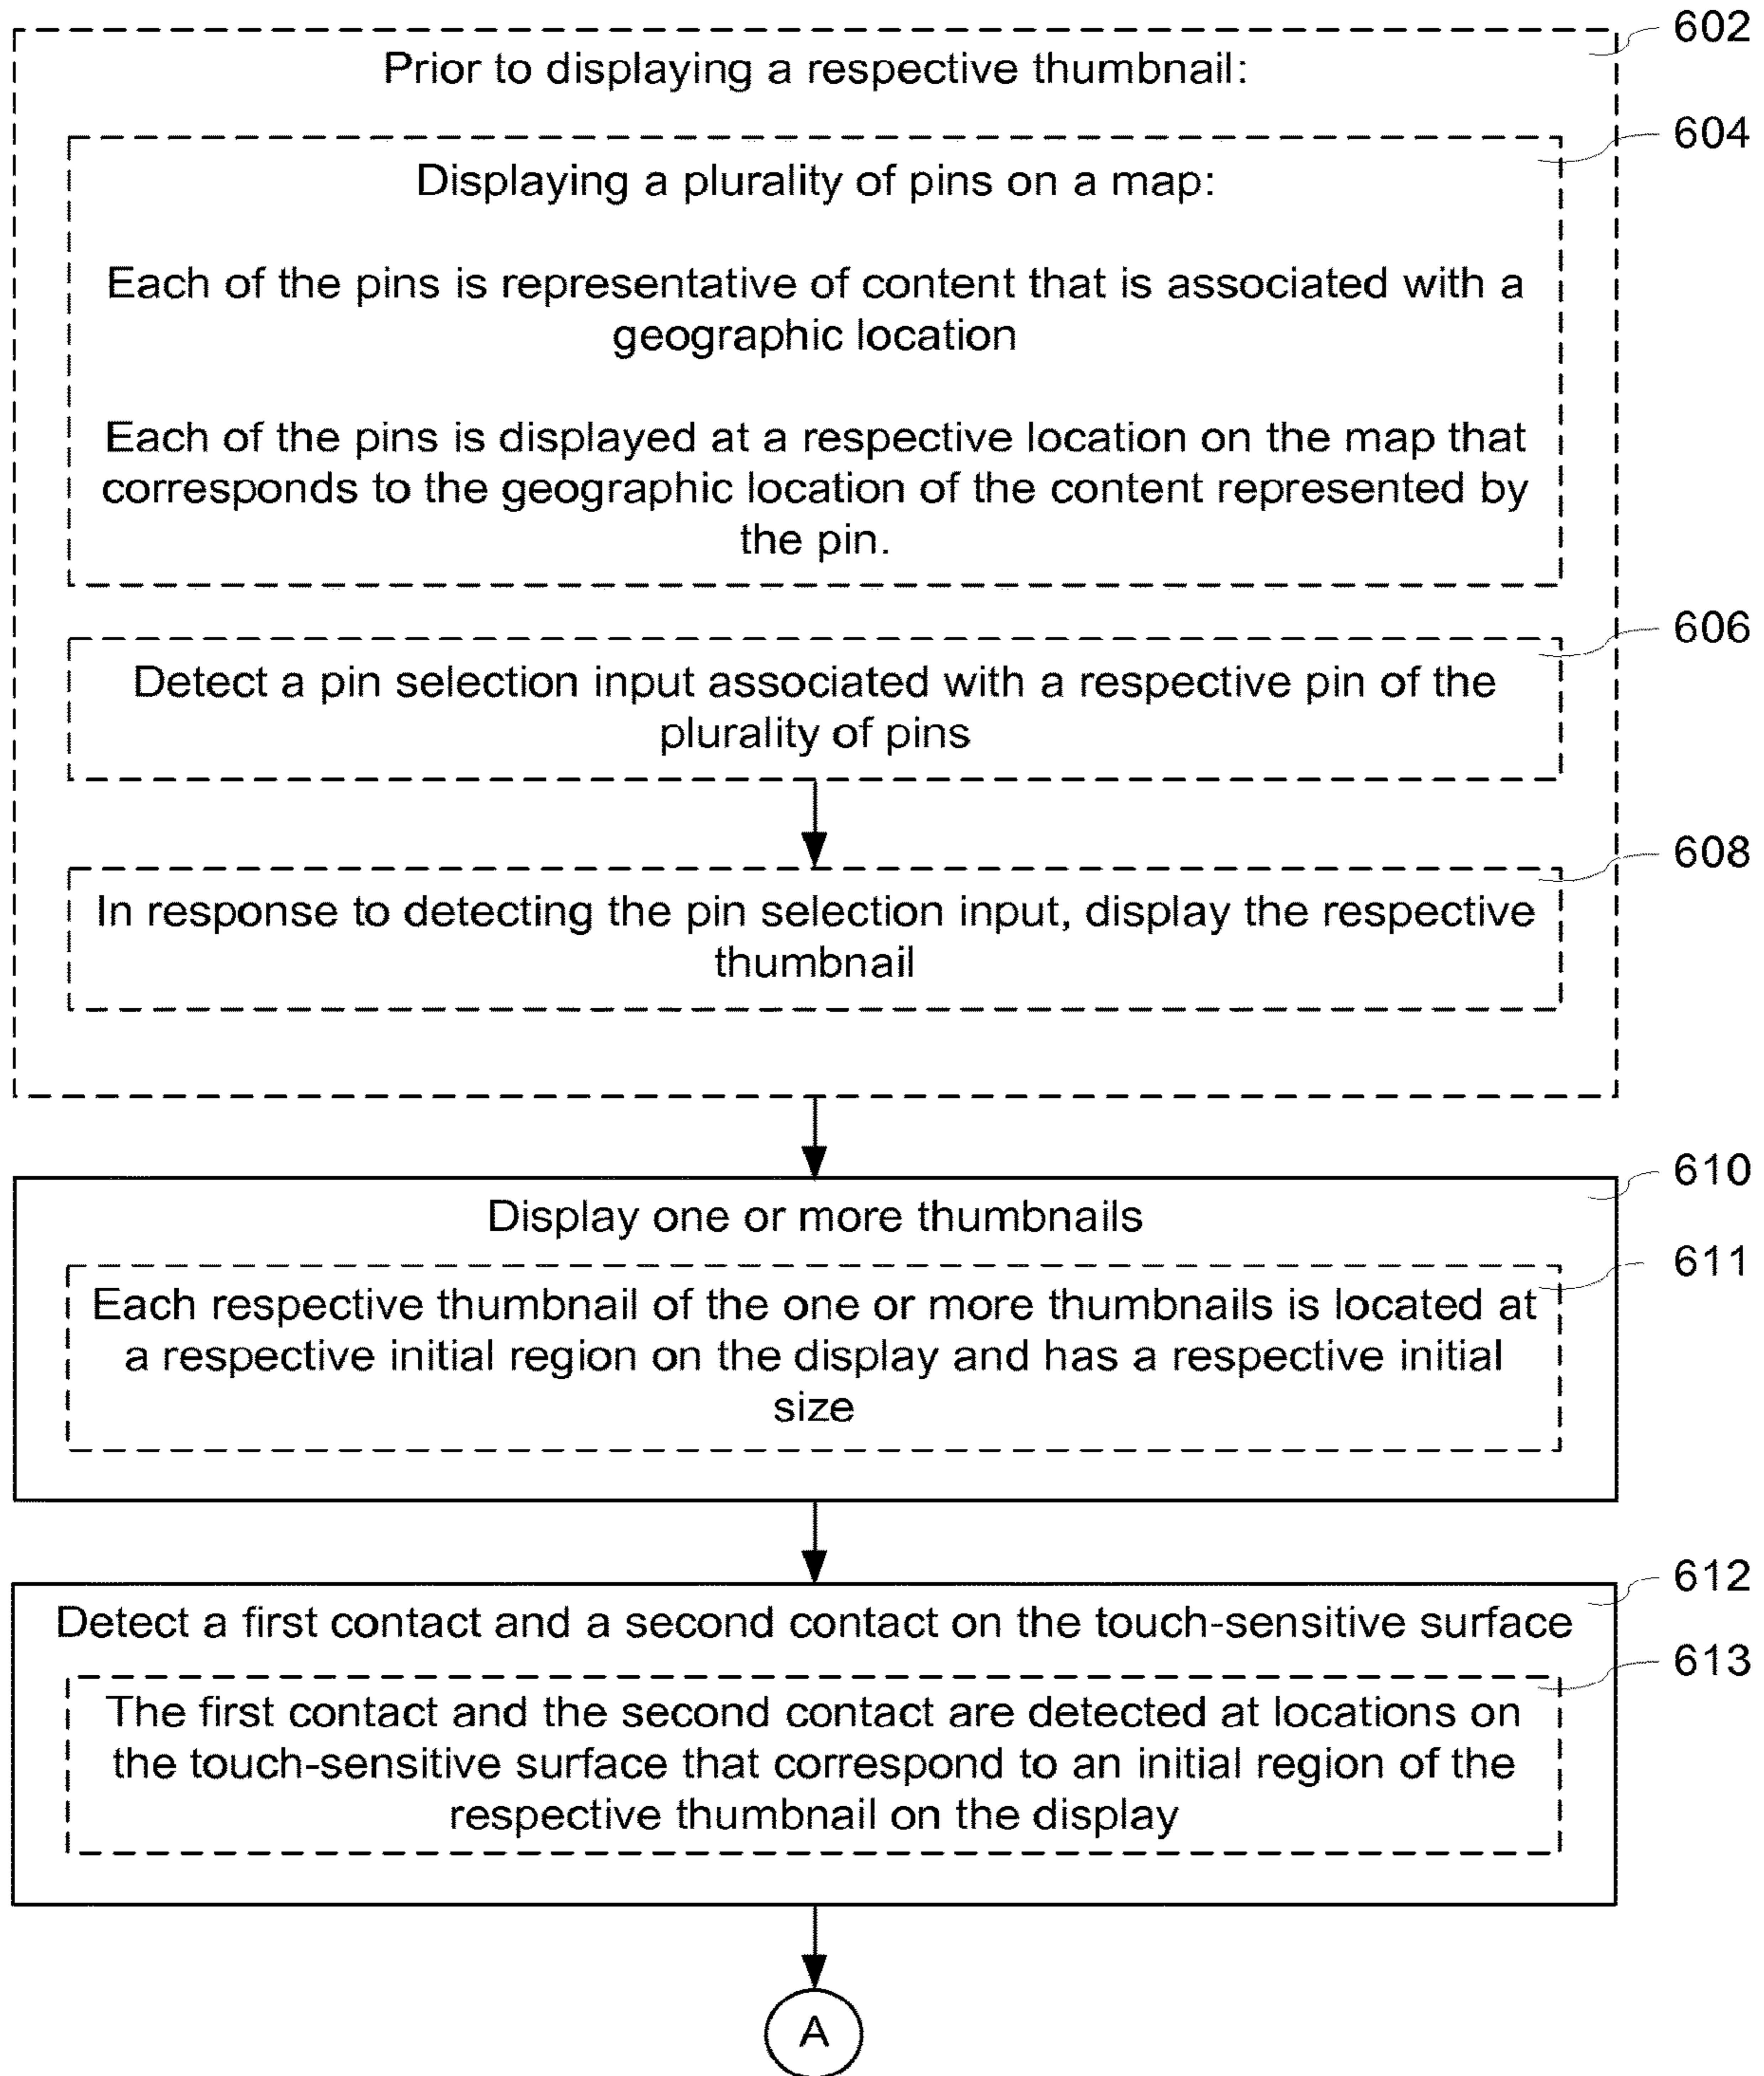 602
Prior to displaying a respective thumbnail:
604
Displaying a plurality of pins on a map:
Each of the pins is representative of content that is associated with a
geographic location
Each of the pins is displayed at a respective location on the map that
corresponds to the geographic location of the content represented by
the pin.
606
Detect a pin selection input associated with a respective pin of the
plurality of pins
608
In response to detecting the pin selection input, display the respective
thumbnail
610
Display one or more thumbnails
611
Each respective thumbnail of the one or more thumbnails is located at
a respective initial region on the display and has a respective initial
size
612
Detect a first contact and a second contact on the touch-sensitive surface
613
The first contact and the second contact are detected at locations on
the touch-sensitive surface that correspond to an initial region of the
respective thumbnail on the display
A